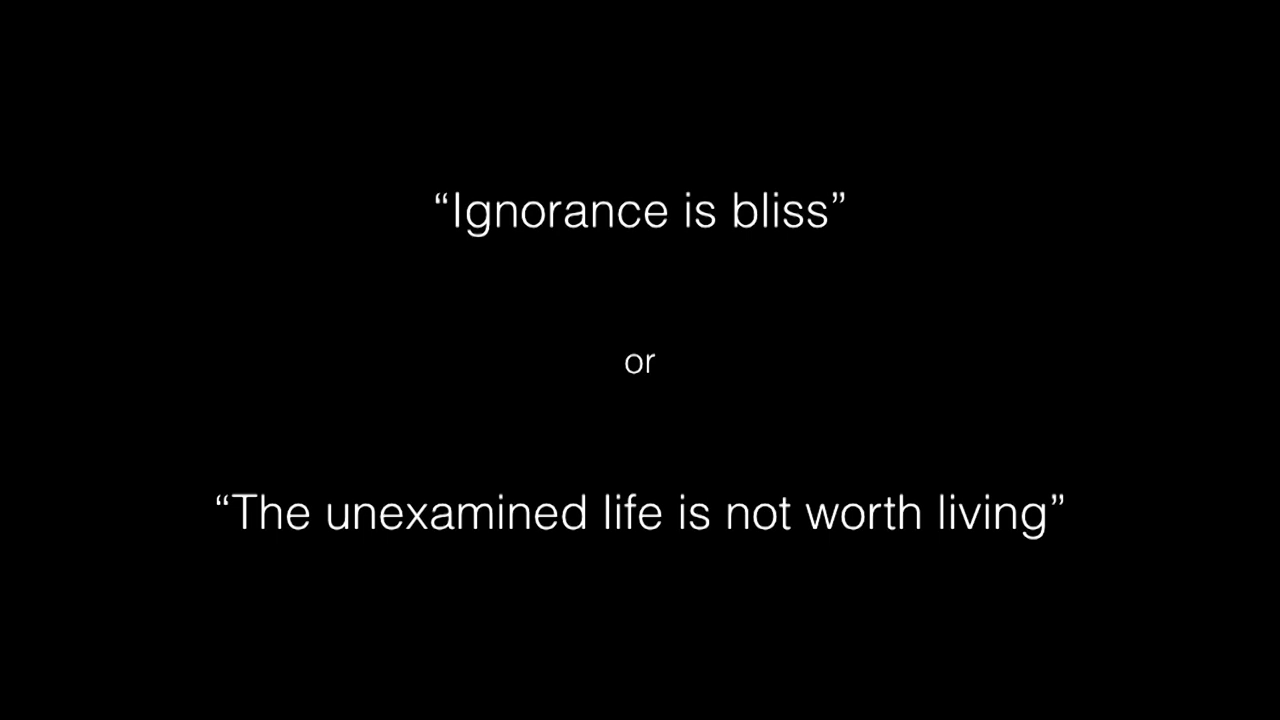 “Ignorance is bliss”
or
“The unexamined life is not worth living”